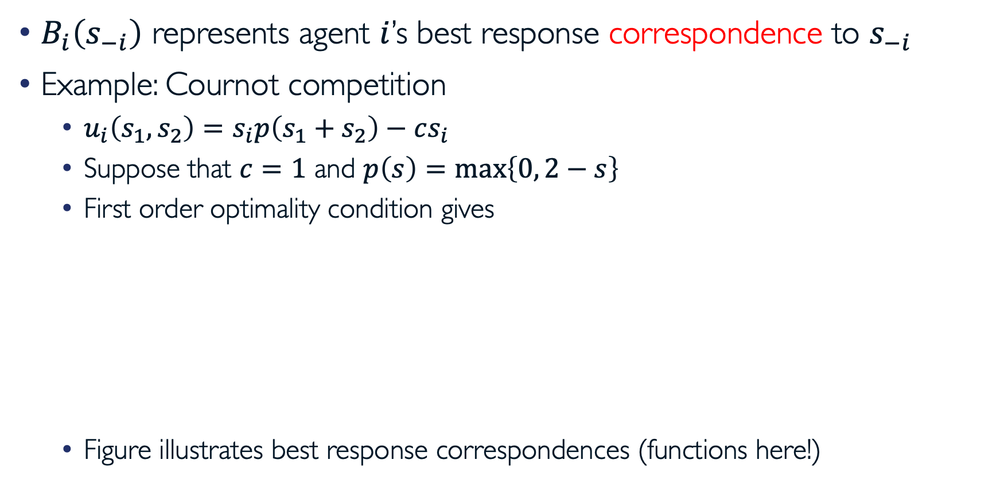 • B_i(s_{−i}) represents agent i’s best response correspondence to s_{−i}
• Example: Cournot competition
• u_i(s_1, s_2) = s_i p(s_1 + s_2) − cs_i
• Suppose that c = 1 and p(s) = max{0, 2 − s}
• First order optimality condition gives
• Figure illustrates best response correspondences (functions here!)